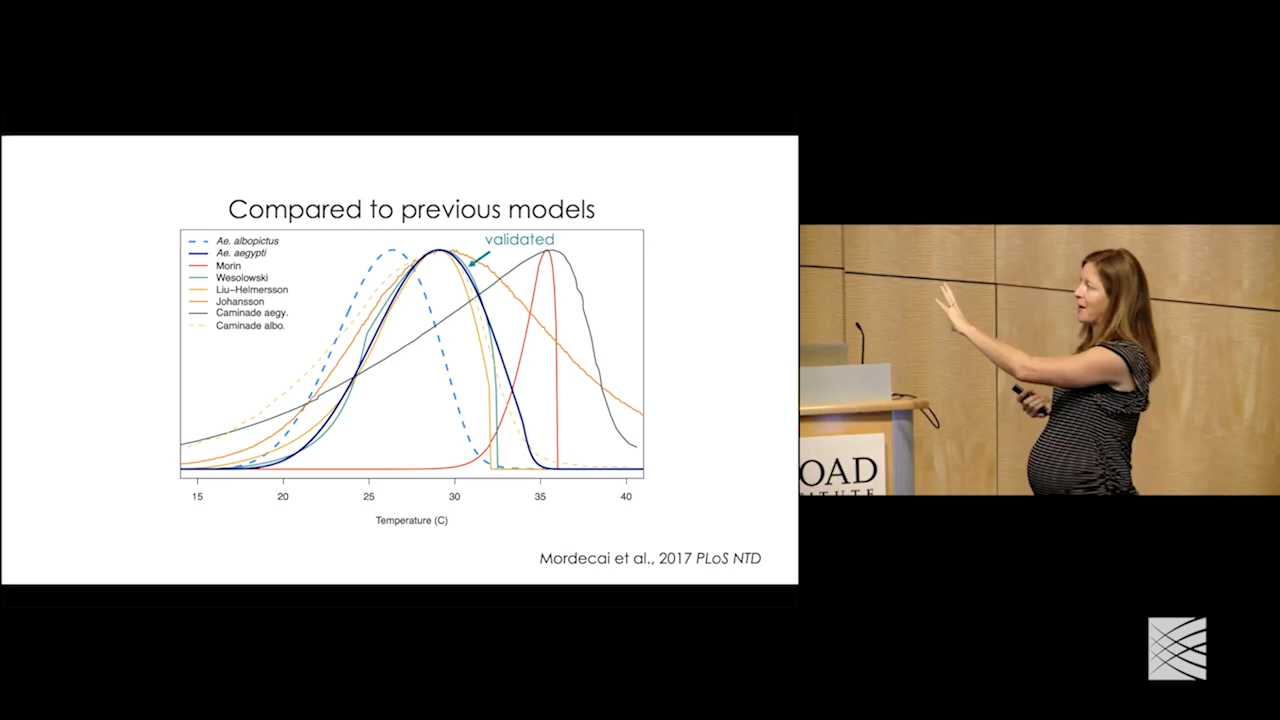 Compared to previous models
validated
Ae. albopictus
Ae. aegypti
Morin
Wesolowski
Liu−Helmersson
Johansson
Caminade aegy.
Caminade albo.
15 20 25 30 35 40
Temperature (C)
Mordecai et al., 2017 PLoS NTD
OAD
ITUTE